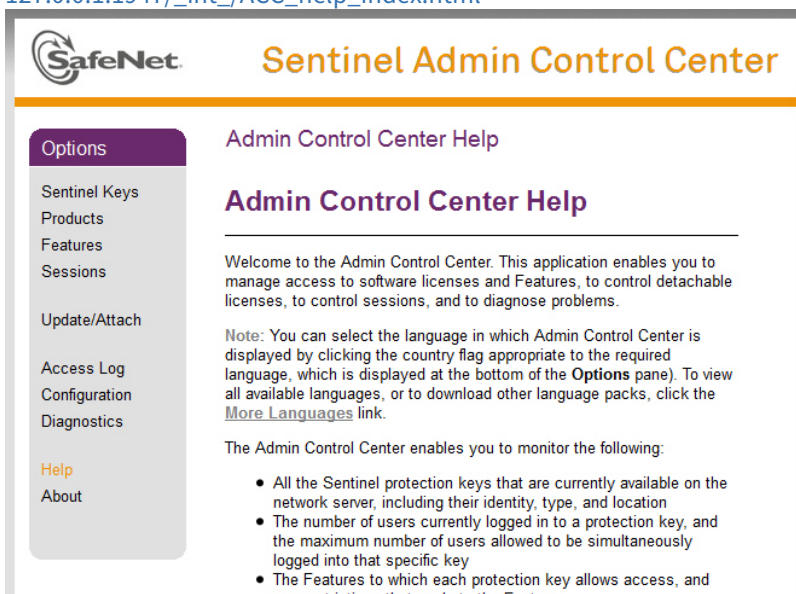 SafeNet.
Sentinel Admin Control Center
Options
Sentinel Keys
Products
Features
Sessions
Update/Attach
Access Log
Configuration
Diagnostics
Help
About
Admin Control Center Help
Admin Control Center Help
Welcome to the Admin Control Center. This application enables you to
manage access to software licenses and Features, to control detachable
licenses, to control sessions, and to diagnose problems.
Note: You can select the language in which Admin Control Center is
displayed by clicking the country flag appropriate to the required
language, which is displayed at the bottom of the Options pane). To view
all available languages, or to download other language packs, click the
More Languages link.
The Admin Control Center enables you to monitor the following:
● All the Sentinel protection keys that are currently available on the
network server, including their identity, type, and location
● The number of users currently logged in to a protection key, and
the maximum number of users allowed to be simultaneously
logged into that specific key
● The Features to which each protection key allows access, and